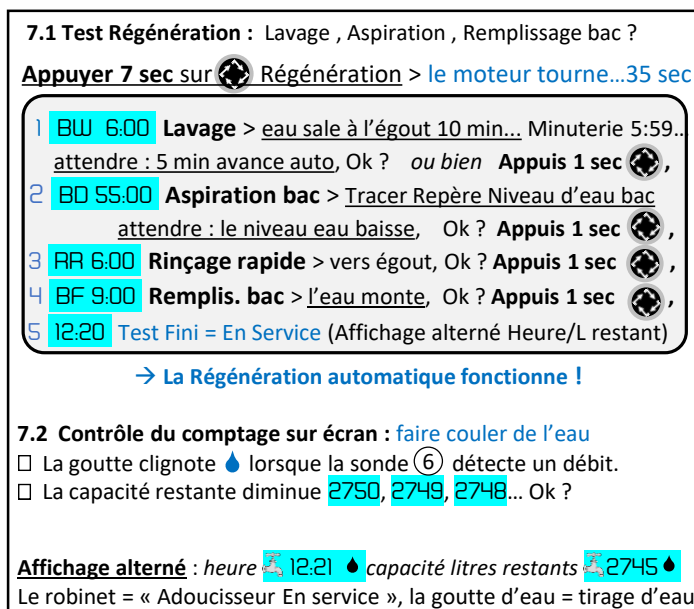 7.1 Test Régénération : Lavage , Aspiration , Remplissage bac ?
Appuyer 7 sec sur Régénération > le moteur tourne…35 sec
1 BW 6:00 Lavage > eau sale à l'égout 10 min... Minuterie 5:59..
attendre : 5 min avance auto, Ok ? ou bien Appuis 1 sec ,
2 BD 55:00 Aspiration bac > Tracer Repère Niveau d'eau bac
attendre : le niveau eau baisse, Ok ? Appuis 1 sec ,
3 RR 6:00 Rinçage rapide > vers égout, Ok ? Appuis 1 sec ,
4 BF 9:00 Remplis. bac > l'eau monte, Ok ? Appuis 1 sec ,
5 12:20 Test Fini = En Service (Affichage alterné Heure/L restant)
→ La Régénération automatique fonctionne !
7.2 Contrôle du comptage sur écran : faire couler de l'eau
□ La goutte clignote lorsque la sonde 6 détecte un débit.
□ La capacité restante diminue 2750, 2749, 2748… Ok ?
Affichage alterné : heure 12:21 capacité litres restants 2745
Le robinet = « Adoucisseur En service », la goutte d'eau = tirage d'eau